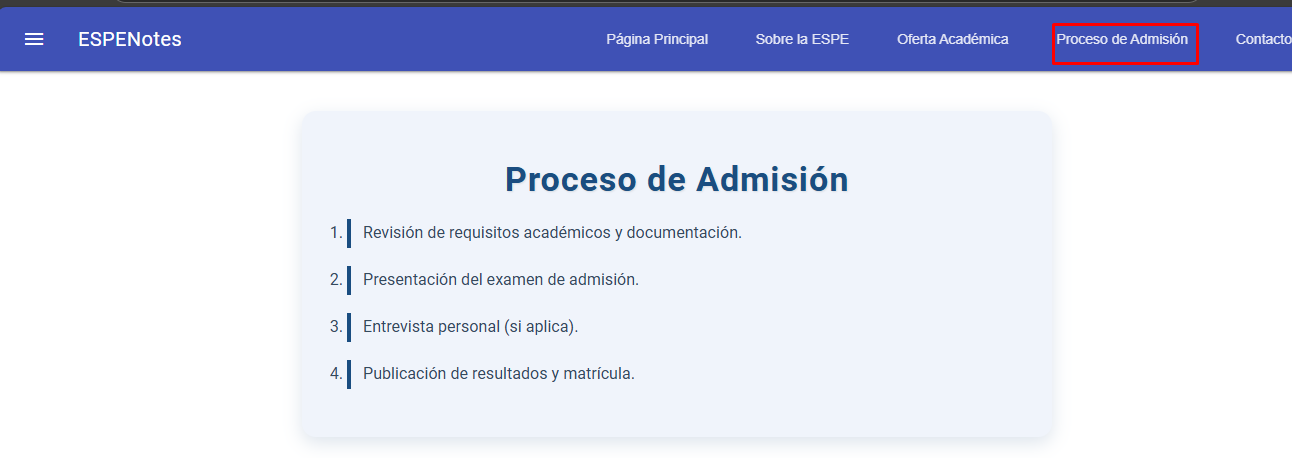 ESPENotes
Página Principal
Sobre la ESPE
Oferta Académica
Proceso de Admisión
Contacto
Proceso de Admisión
1. Revisión de requisitos académicos y documentación.
2. Presentación del examen de admisión.
3. Entrevista personal (si aplica).
4. Publicación de resultados y matrícula.